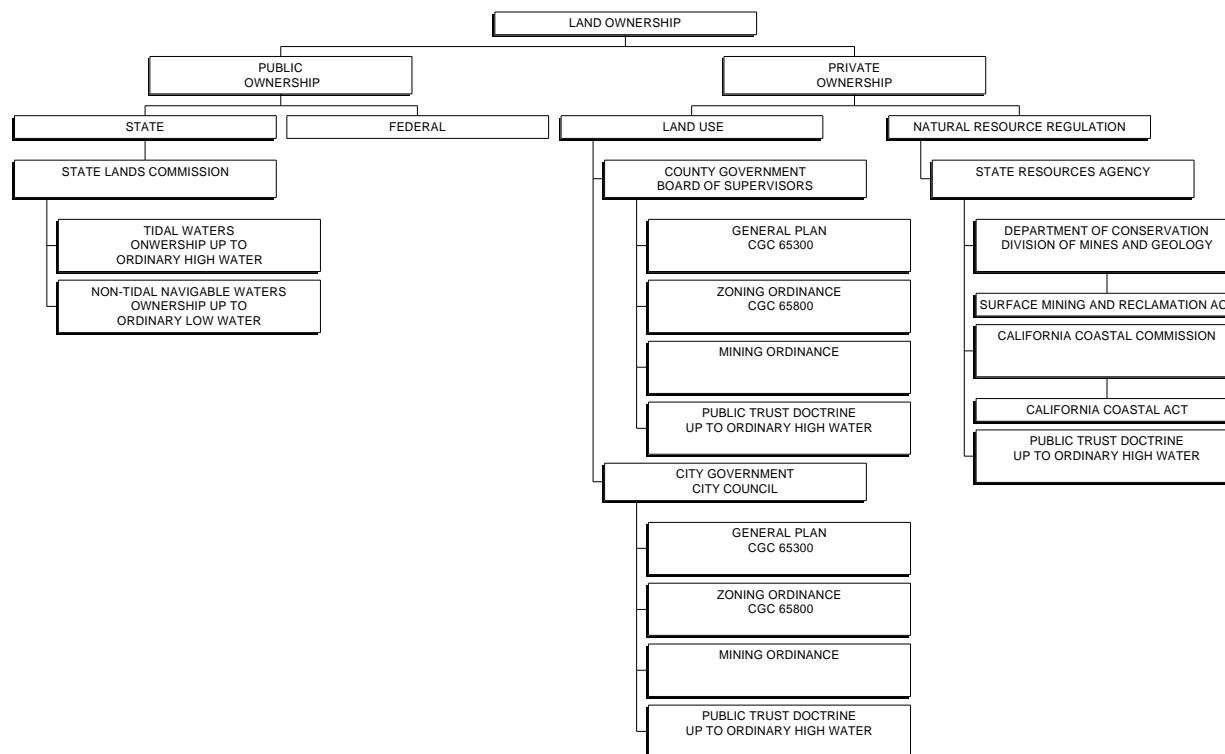 LAND OWNERSHIP
PUBLIC
OWNERSHIP
PRIVATE
OWNERSHIP
STATE
FEDERAL
LAND USE
NATURAL RESOURCE REGULATION
STATE LANDS COMMISSION
TIDAL WATERS
ONWERSHIP UP TO
ORDINARY HIGH WATER
NON-TIDAL NAVIGABLE WATERS
OWNERSHIP UP TO
ORDINARY LOW WATER
COUNTY GOVERNMENT
BOARD OF SUPERVISORS
GENERAL PLAN
CGC 65300
ZONING ORDINANCE
CGC 65800
MINING ORDINANCE
PUBLIC TRUST DOCTRINE
UP TO ORDINARY HIGH WATER
CITY GOVERNMENT
CITY COUNCIL
GENERAL PLAN
CGC 65300
ZONING ORDINANCE
CGC 65800
MINING ORDINANCE
PUBLIC TRUST DOCTRINE
UP TO ORDINARY HIGH WATER
STATE RESOURCES AGENCY
DEPARTMENT OF CONSERVATION
DIVISION OF MINES AND GEOLOGY
SURFACE MINING AND RECLAMATION AC
CALIFORNIA COASTAL COMMISSION
CALIFORNIA COASTAL ACT
PUBLIC TRUST DOCTRINE
UP TO ORDINARY HIGH WATER